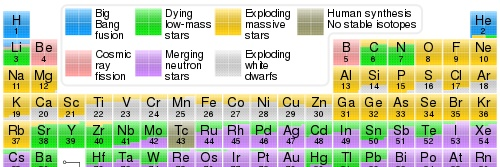 H
1
Big
Bang
fusion
Dying
low-mass
stars
Exploding
massive
stars
Human synthesis
No stable isotopes
He
2
Li
3
Be
4
Cosmic
ray
fission
Merging
neutron
stars
Exploding
white
dwarfs
B C N O F Ne
5 6 7 8 9 10
Na Mg
11 12
Al Si P S Cl Ar
13 14 15 16 17 18
K Ca Sc Ti V Cr Mn Fe Co Ni Cu Zn Ga Ge As Se Br Kr
19 20 21 22 23 24 25 26 27 28 29 30 31 32 33 34 35 36
Rb Sr Y Zr Nb Mo Tc Ru Rh Pd Ag Cd In Sn Sb Te I Xe
37 38 39 40 41 42 43 44 45 46 47 48 49 50 51 52 53 54
Cs Ba Hf Ta W Re Os Ir Pt Au Hg Tl Pb Bi Po At Rn